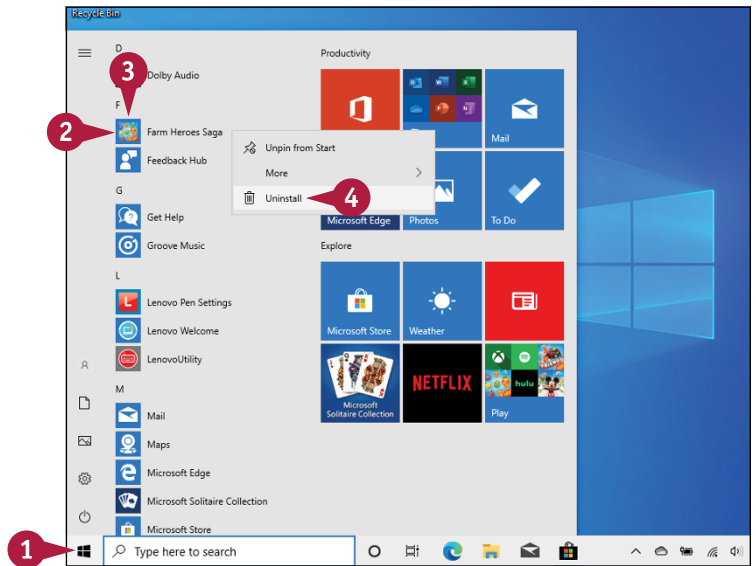 Recycle Bin
D
Productivity
3
Dolby Audio
F
2
Farm Heroes Saga
Mail
Unpin from Start
Feedback Hub
More
G
Uninstall
4
Get Help
Microsoft Edge
Photos
To Do
Groove Music
Explore
L
Lenovo Pen Settings
L
Lenovo Welcome
Microsoft Store
Weather
LenovoUtility
M
NETFLIX
hulu
Microsoft
Solitaire Collection
Play
Mail
Maps
Microsoft Edge
Microsoft Solitaire Collection
Microsoft Store
1
Type here to search